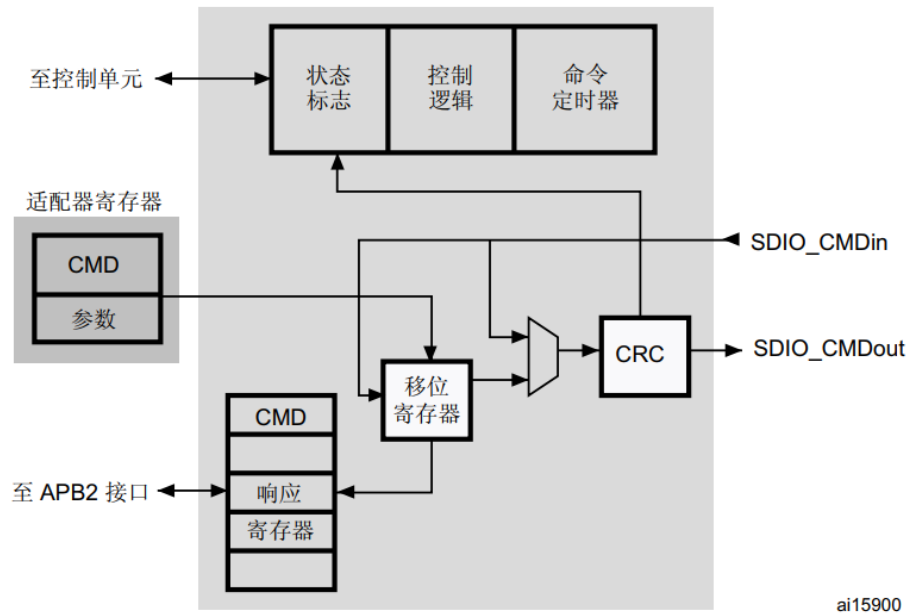 状态
标志
控制
逻辑
命令
定时器
至控制单元
适配器寄存器
CMD
参数
SDIO_CMDin
移位
寄存器
CRC
SDIO_CMDout
CMD
响应
寄存器
至 APB2 接口
ai15900